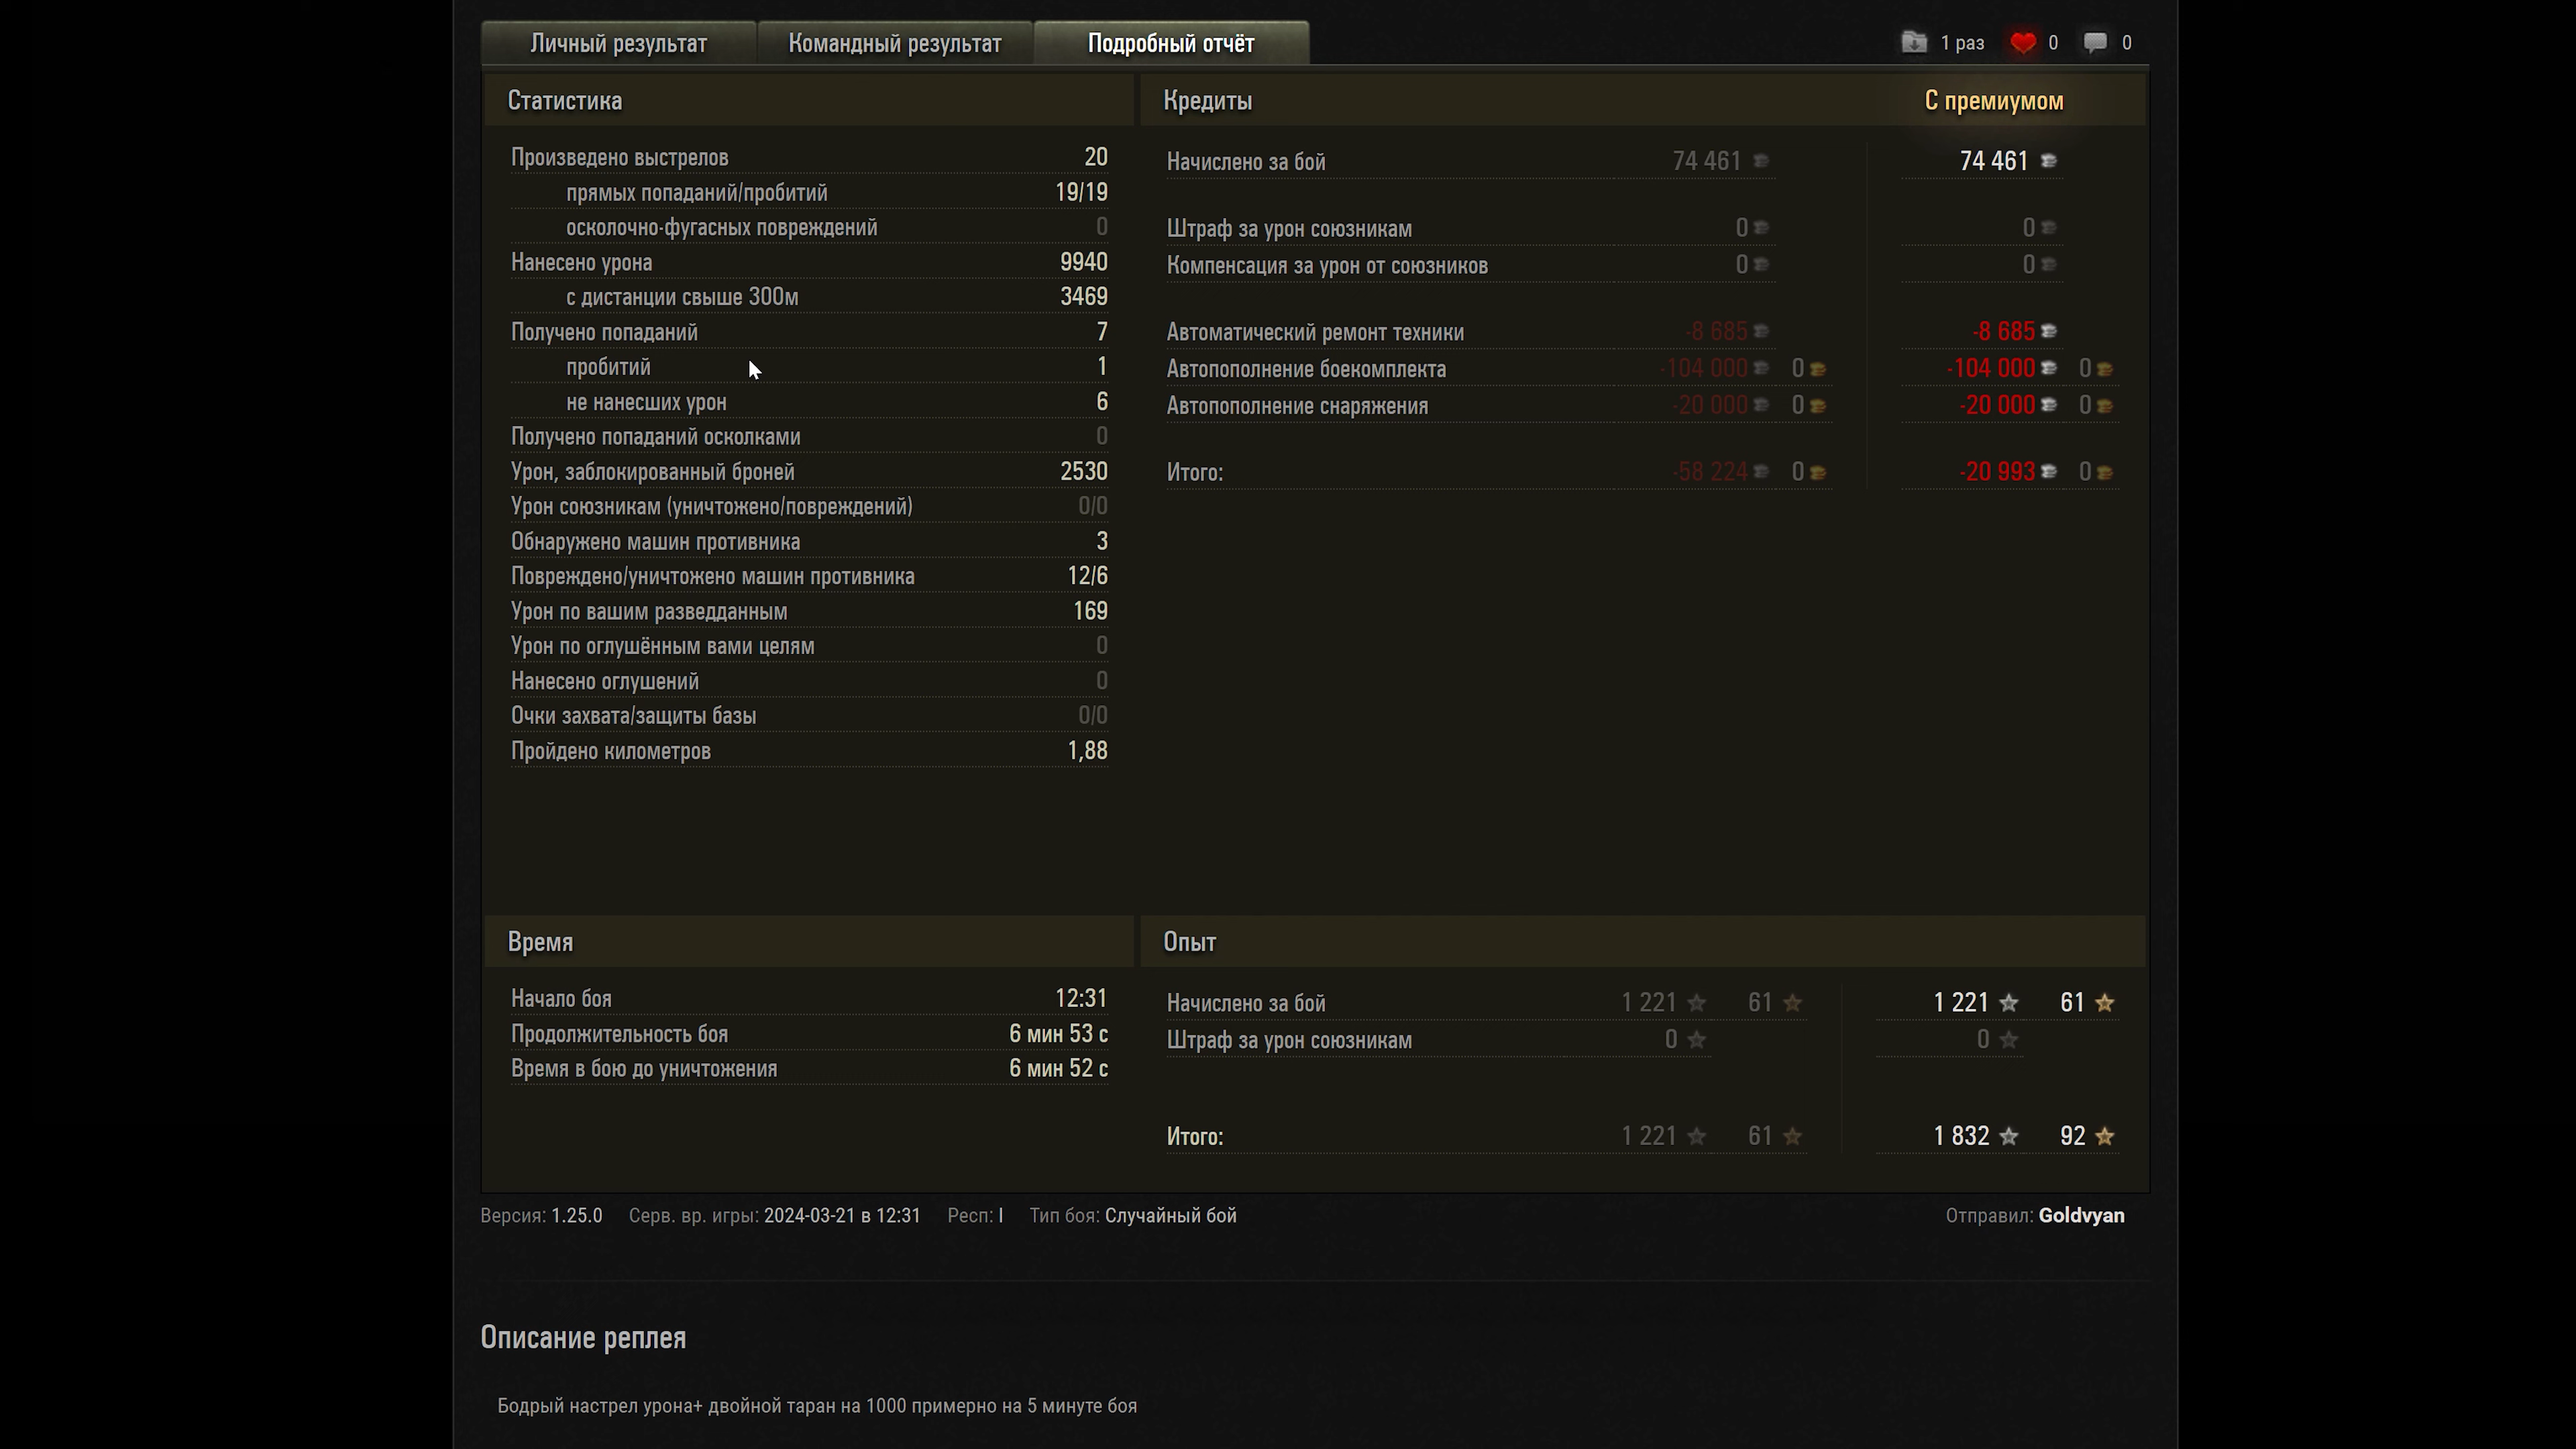 Личный результат Командный результат Подробный отчёт 1 раз 0 0
Статистика
Произведено выстрелов 20
прямых попаданий/пробитий 19/19
осколочно-фугасных повреждений 0
Нанесено урона 9940
с дистанции свыше 300м 3469
Получено попаданий 7
пробитий 1
не нанесших урон 6
Получено попаданий осколками 0
Урон, заблокированный броней 2530
Урон союзникам (уничтожено/повреждений) 0/0
Обнаружено машин противника 3
Повреждено/уничтожено машин противника 12/6
Урон по вашим разведданным 169
Урон по оглушённым вами целям 0
Нанесено оглушений 0
Очки захвата/защиты базы 0/0
Пройдено километров 1,88
Кредиты С премиумом
Начислено за бой 74 461 74 461
Штраф за урон союзникам 0 0
Компенсация за урон от союзников 0 0
Автоматический ремонт техники -8 685 -8 685
Автопополнение боекомплекта -104 000 0 -104 000 0
Автопополнение снаряжения -20 000 0 -20 000 0
Итого: -58 224 0 -20 993 0
Время
Начало боя 12:31
Продолжительность боя 6 мин 53 с
Время в бою до уничтожения 6 мин 52 с
Опыт
Начислено за бой 1 221 61 1 221 61
Штраф за урон союзникам 0 0
Итого: 1 221 61 1 832 92
Версия: 1.25.0 Серв. вр. игры: 2024-03-21 в 12:31 Респ: I Тип боя: Случайный бой Отправил: Goldvyan
Описание реплея
Бодрый настрел урона+ двойной таран на 1000 примерно на 5 минуте боя